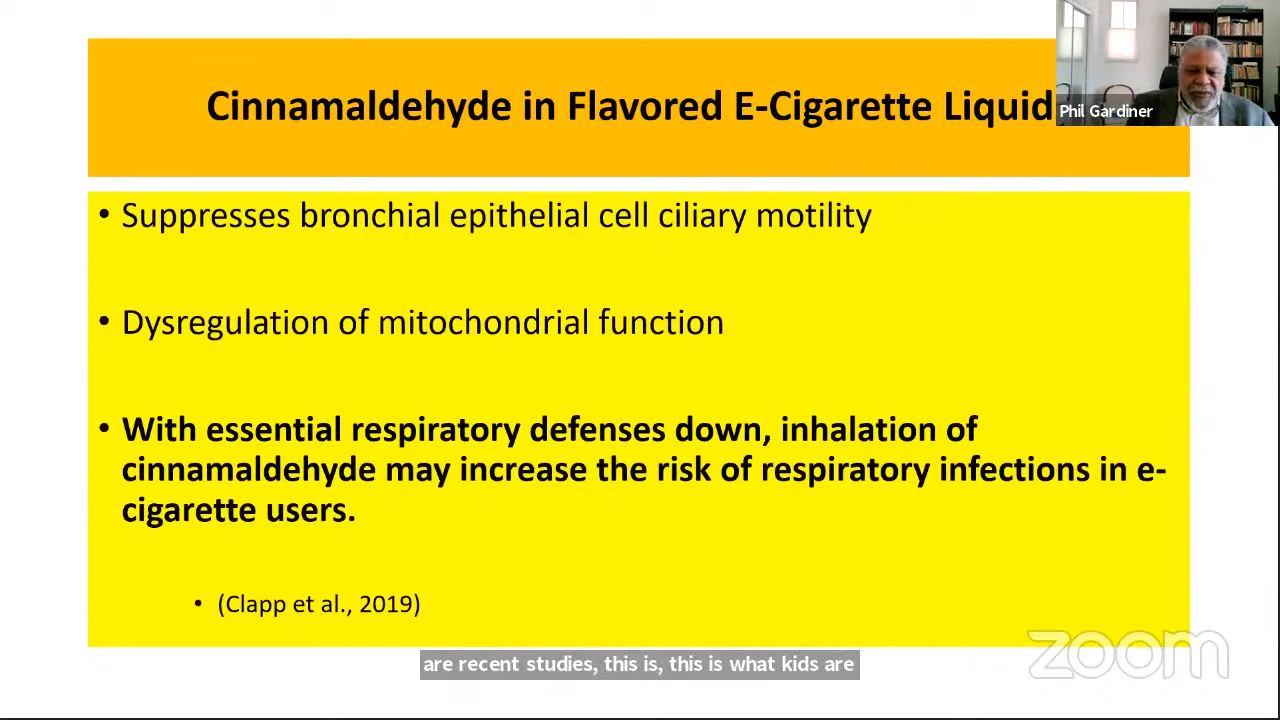 Cinnamaldehyde in Flavored E-Cigarette Liquid
Phil Gardiner
• Suppresses bronchial epithelial cell ciliary motility
• Dysregulation of mitochondrial function
• With essential respiratory defenses down, inhalation of
cinnamaldehyde may increase the risk of respiratory infections in e-
cigarette users.
• (Clapp et al., 2019)
are recent studies, this is, this is what kids are
zoom